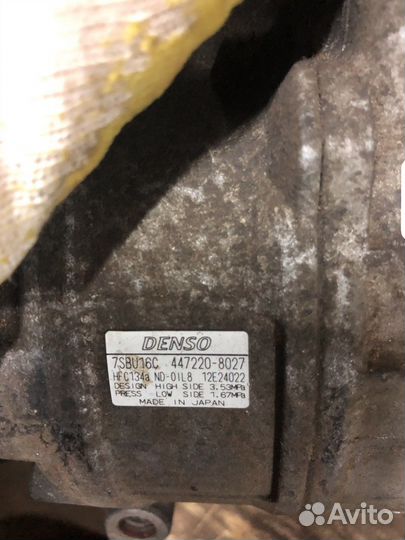 DENSO
7SBU16C 447220-8027
HFC134a ND-OIL8 12E24022
DESIGN HIGH SIDE 3.53MPa
PRESS LOW SIDE 1.67MPa
MADE IN JAPAN
Avito